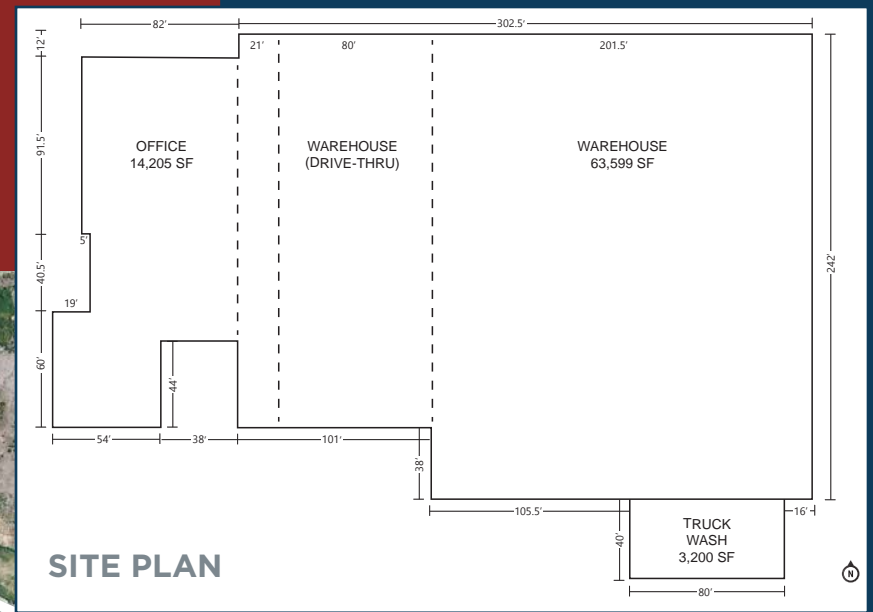 82'
302.5'
12'
21'
80'
201.5'
91.5'
OFFICE
14,205 SF
WAREHOUSE
(DRIVE-THRU)
WAREHOUSE
63,599 SF
5'
40.5'
242'
19'
60'
44'
54'
38'
101'
38'
105.5'
16'
TRUCK
WASH
3,200 SF
40'
80'
SITE PLAN
N